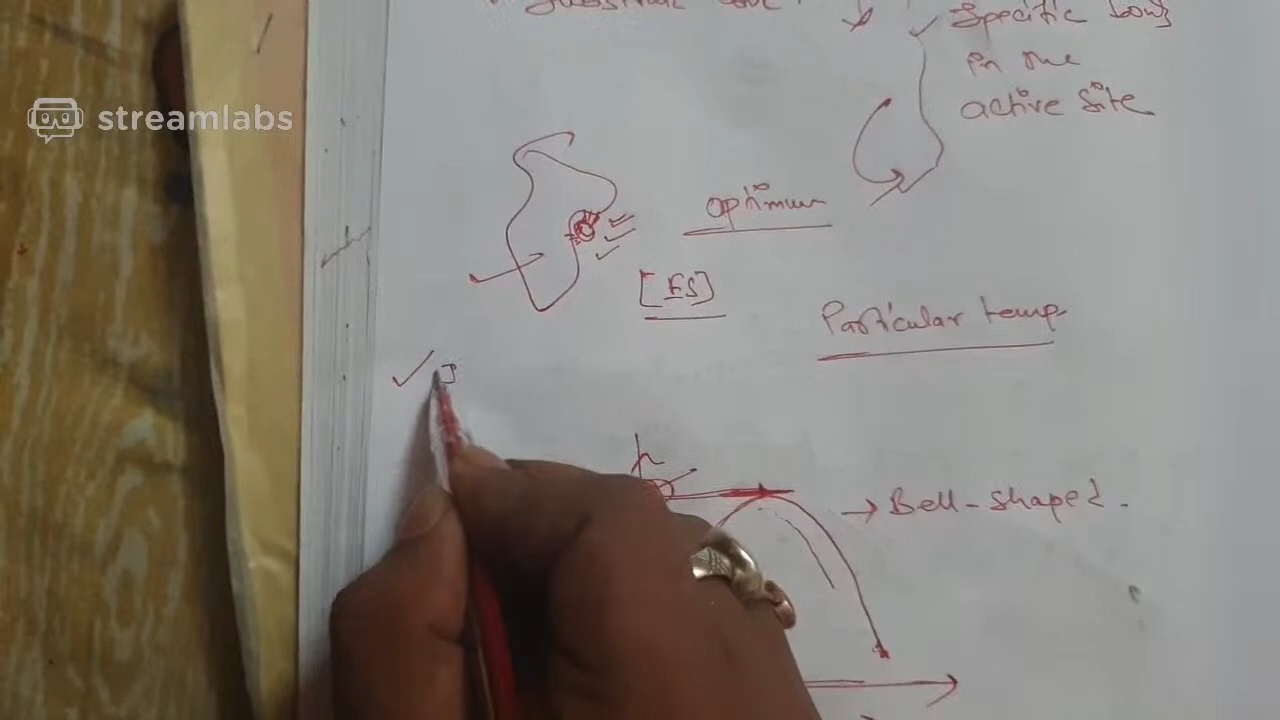 specific
in the
active site
streamlabs
optimum
[ES]
Particular temp.
→ Bell-shaped.